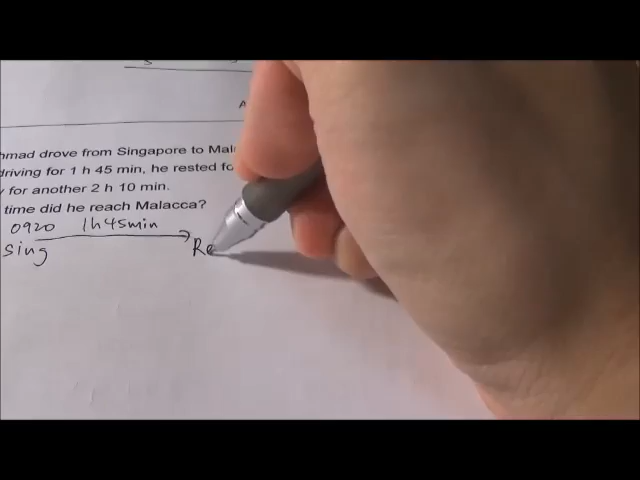 hmad drove from Singapore to Mal
driving for 1 h 45 min, he rested fo
y for another 2 h 10 min.
time did he reach Malacca?
0920 1h45min
Sing Re